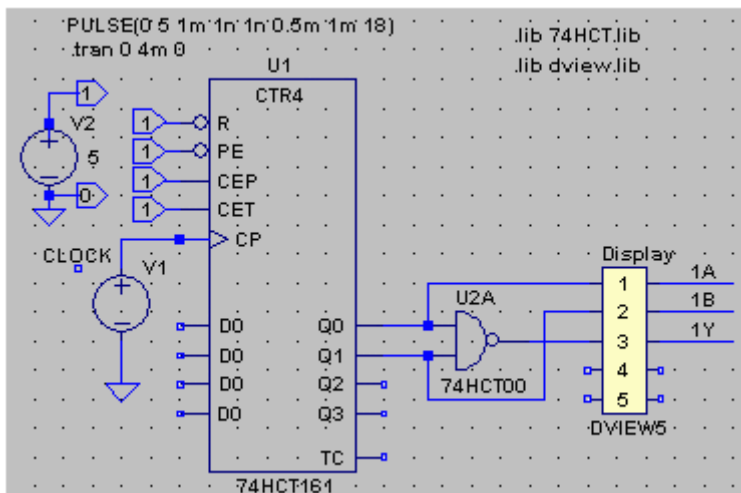 PULSE(0 5 1m 1n 1n 0.5m 1m 18)
.tran 0 4m 0
.lib 74HCT.lib
.lib dview.lib
U1
CTR4
1
V2
5
0
1 R
1 PE
1 CEP
1 CET
CP
CLOCK
V1
D0 Q0
D0 Q1
D0 Q2
D0 Q3
TC
74HCT161
U2A
74HCT00
Display
1 1A
2 1B
3 1Y
4
5
DVIEW5